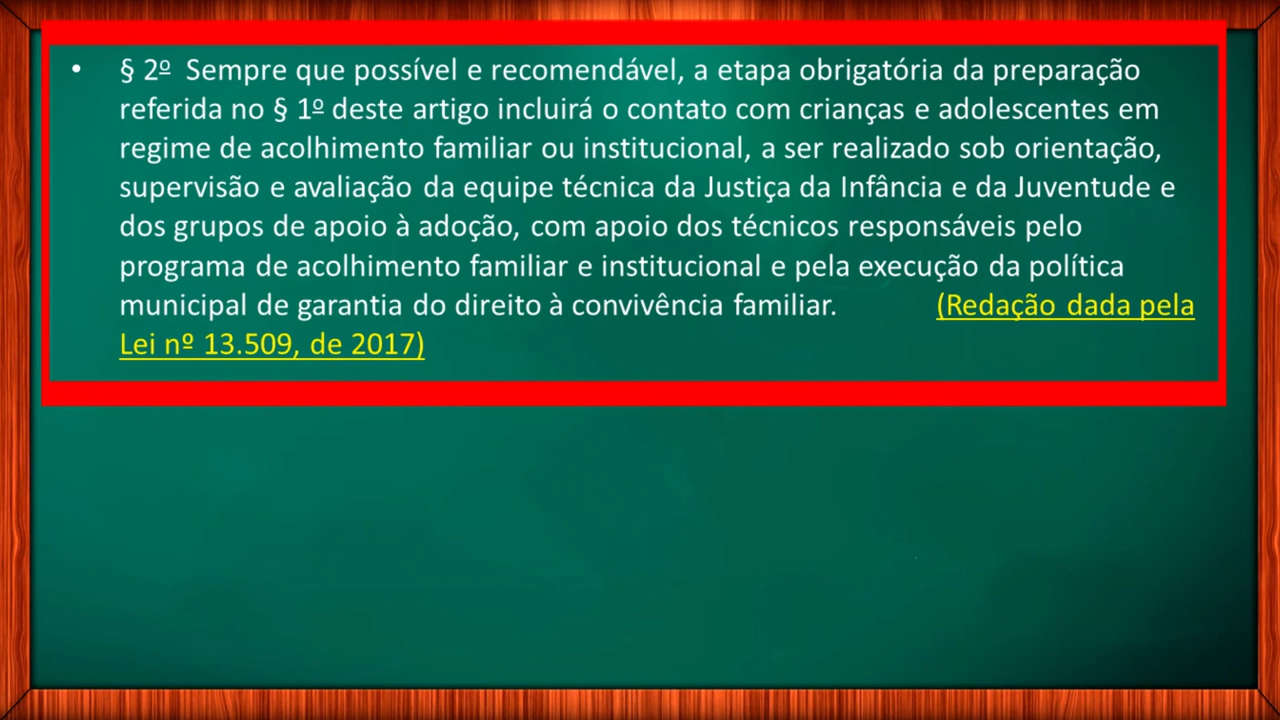 • § 2º Sempre que possível e recomendável, a etapa obrigatória da preparação
referida no § 1º deste artigo incluirá o contato com crianças e adolescentes em
regime de acolhimento familiar ou institucional, a ser realizado sob orientação,
supervisão e avaliação da equipe técnica da Justiça da Infância e da Juventude e
dos grupos de apoio à adoção, com apoio dos técnicos responsáveis pelo
programa de acolhimento familiar e institucional e pela execução da política
municipal de garantia do direito à convivência familiar. (Redação dada pela
Lei nº 13.509, de 2017)